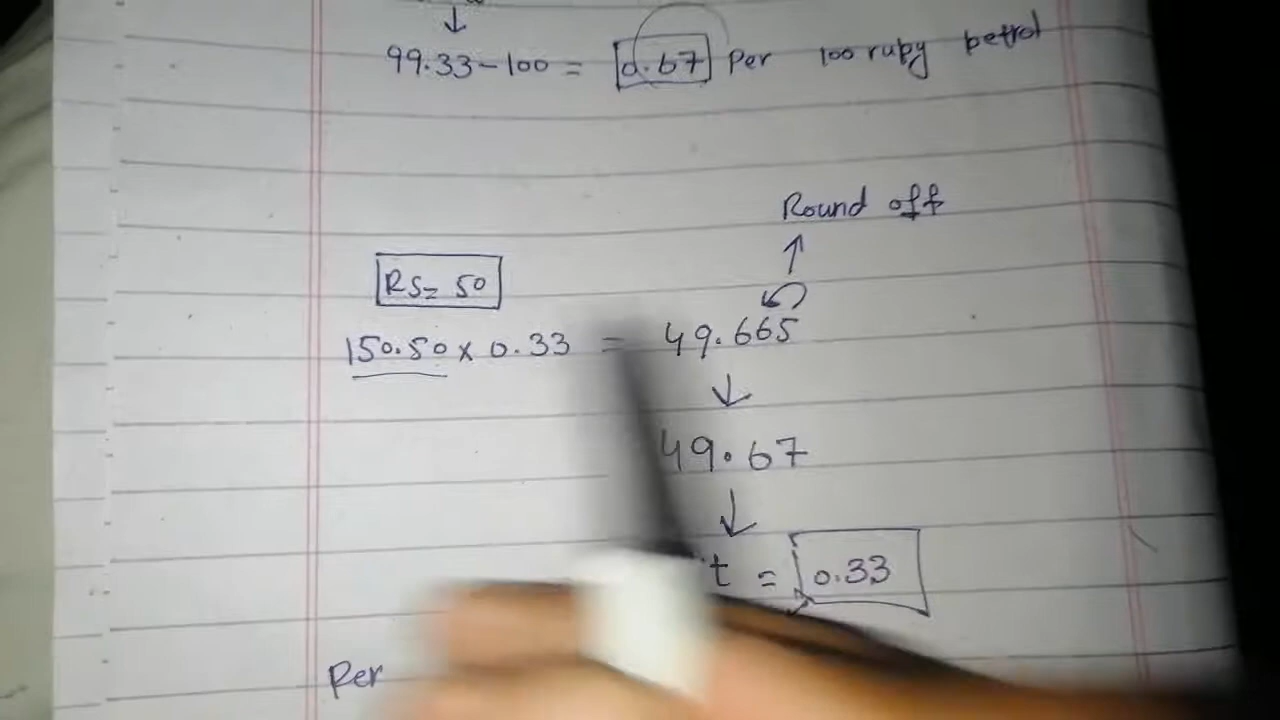 99.33-100 = 0.67 Per 100 rupy petrol
Round off
RS= 50
150.50 x 0.33 = 49.665
49.67
t = 0.33
Per